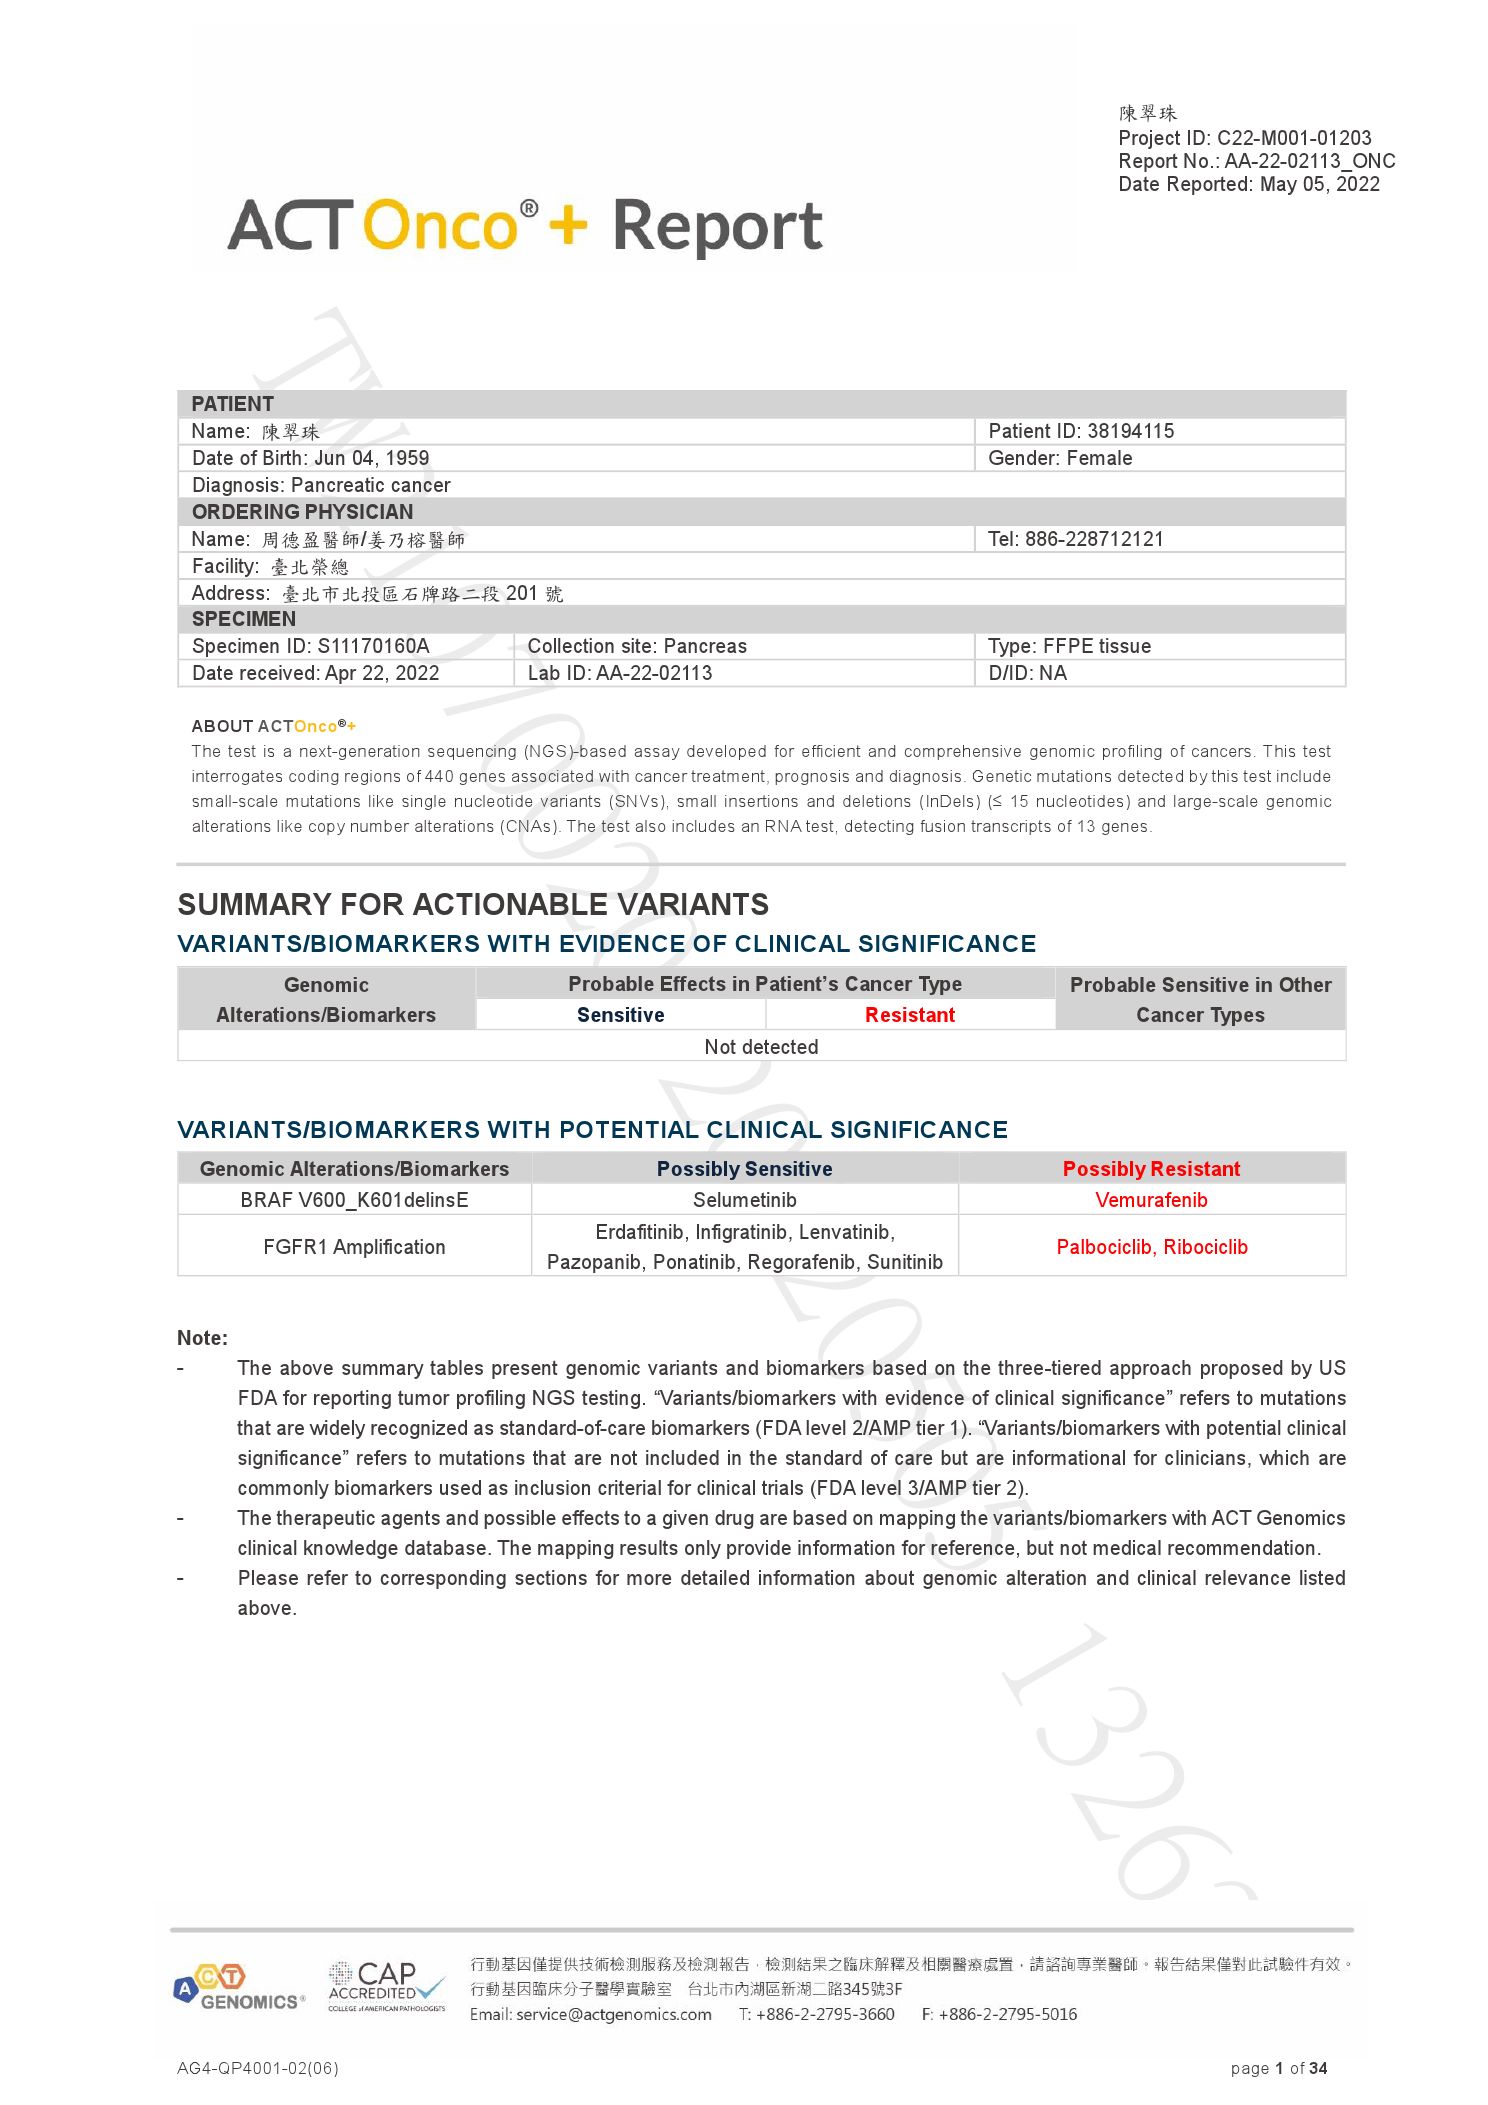 陳翠珠
Project ID: C22-M001-01203
Report No.: AA-22-02113_ONC
Date Reported: May 05, 2022
ACTOnco®+ Report
PATIENT
Name: 陳翠珠 Patient ID: 38194115
Date of Birth: Jun 04, 1959 Gender: Female
Diagnosis: Pancreatic cancer
ORDERING PHYSICIAN
Name: 周德盈醫師/姜乃榕醫師 Tel: 886-228712121
Facility: 臺北榮總
Address: 臺北市北投區石牌路二段 201 號
SPECIMEN
Specimen ID: S11170160A Collection site: Pancreas Type: FFPE tissue
Date received: Apr 22, 2022 Lab ID: AA-22-02113 D/ID: NA
ABOUT ACTOnco®+
The test is a next-generation sequencing (NGS)-based assay developed for efficient and comprehensive genomic profiling of cancers. This test
interrogates coding regions of 440 genes associated with cancer treatment, prognosis and diagnosis. Genetic mutations detected by this test include
small-scale mutations like single nucleotide variants (SNVs), small insertions and deletions (InDels) (≤ 15 nucleotides) and large-scale genomic
alterations like copy number alterations (CNAs). The test also includes an RNA test, detecting fusion transcripts of 13 genes.
SUMMARY FOR ACTIONABLE VARIANTS
VARIANTS/BIOMARKERS WITH EVIDENCE OF CLINICAL SIGNIFICANCE
Genomic Alterations/Biomarkers
Probable Effects in Patient’s Cancer Type
Probable Sensitive in Other Cancer Types
Sensitive Resistant
Not detected
VARIANTS/BIOMARKERS WITH POTENTIAL CLINICAL SIGNIFICANCE
Genomic Alterations/Biomarkers Possibly Sensitive Possibly Resistant
BRAF V600_K601delinsE Selumetinib Vemurafenib
FGFR1 Amplification
Erdafitinib, Infigratinib, Lenvatinib,
Pazopanib, Ponatinib, Regorafenib, Sunitinib
Palbociclib, Ribociclib
Note:
- The above summary tables present genomic variants and biomarkers based on the three-tiered approach proposed by US
FDA for reporting tumor profiling NGS testing. “Variants/biomarkers with evidence of clinical significance” refers to mutations
that are widely recognized as standard-of-care biomarkers (FDA level 2/AMP tier 1). “Variants/biomarkers with potential clinical
significance” refers to mutations that are not included in the standard of care but are informational for clinicians, which are
commonly biomarkers used as inclusion criterial for clinical trials (FDA level 3/AMP tier 2).
- The therapeutic agents and possible effects to a given drug are based on mapping the variants/biomarkers with ACT Genomics
clinical knowledge database. The mapping results only provide information for reference, but not medical recommendation.
- Please refer to corresponding sections for more detailed information about genomic alteration and clinical relevance listed
above.
ACT GENOMICS®
CAP ACCREDITED
COLLEGE of AMERICAN PATHOLOGISTS
行動基因僅提供技術檢測服務及檢測報告，檢測結果之臨床解釋及相關醫療處置，請諮詢專業醫師。報告結果僅對此試驗件有效。
行動基因臨床分子醫學實驗室 台北市內湖區新湖二路345號3F
Email: service@actgenomics.com T: +886-2-2795-3660 F: +886-2-2795-5016
AG4-QP4001-02(06) page 1 of 34